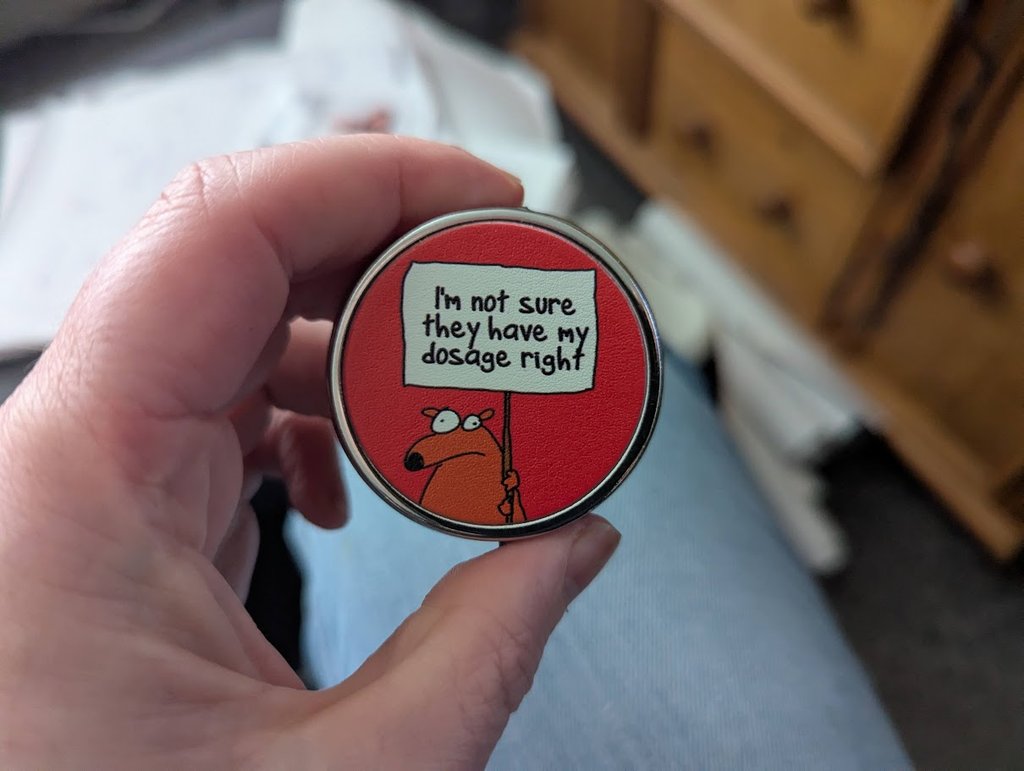 I'm not sure
they have my
dosage right